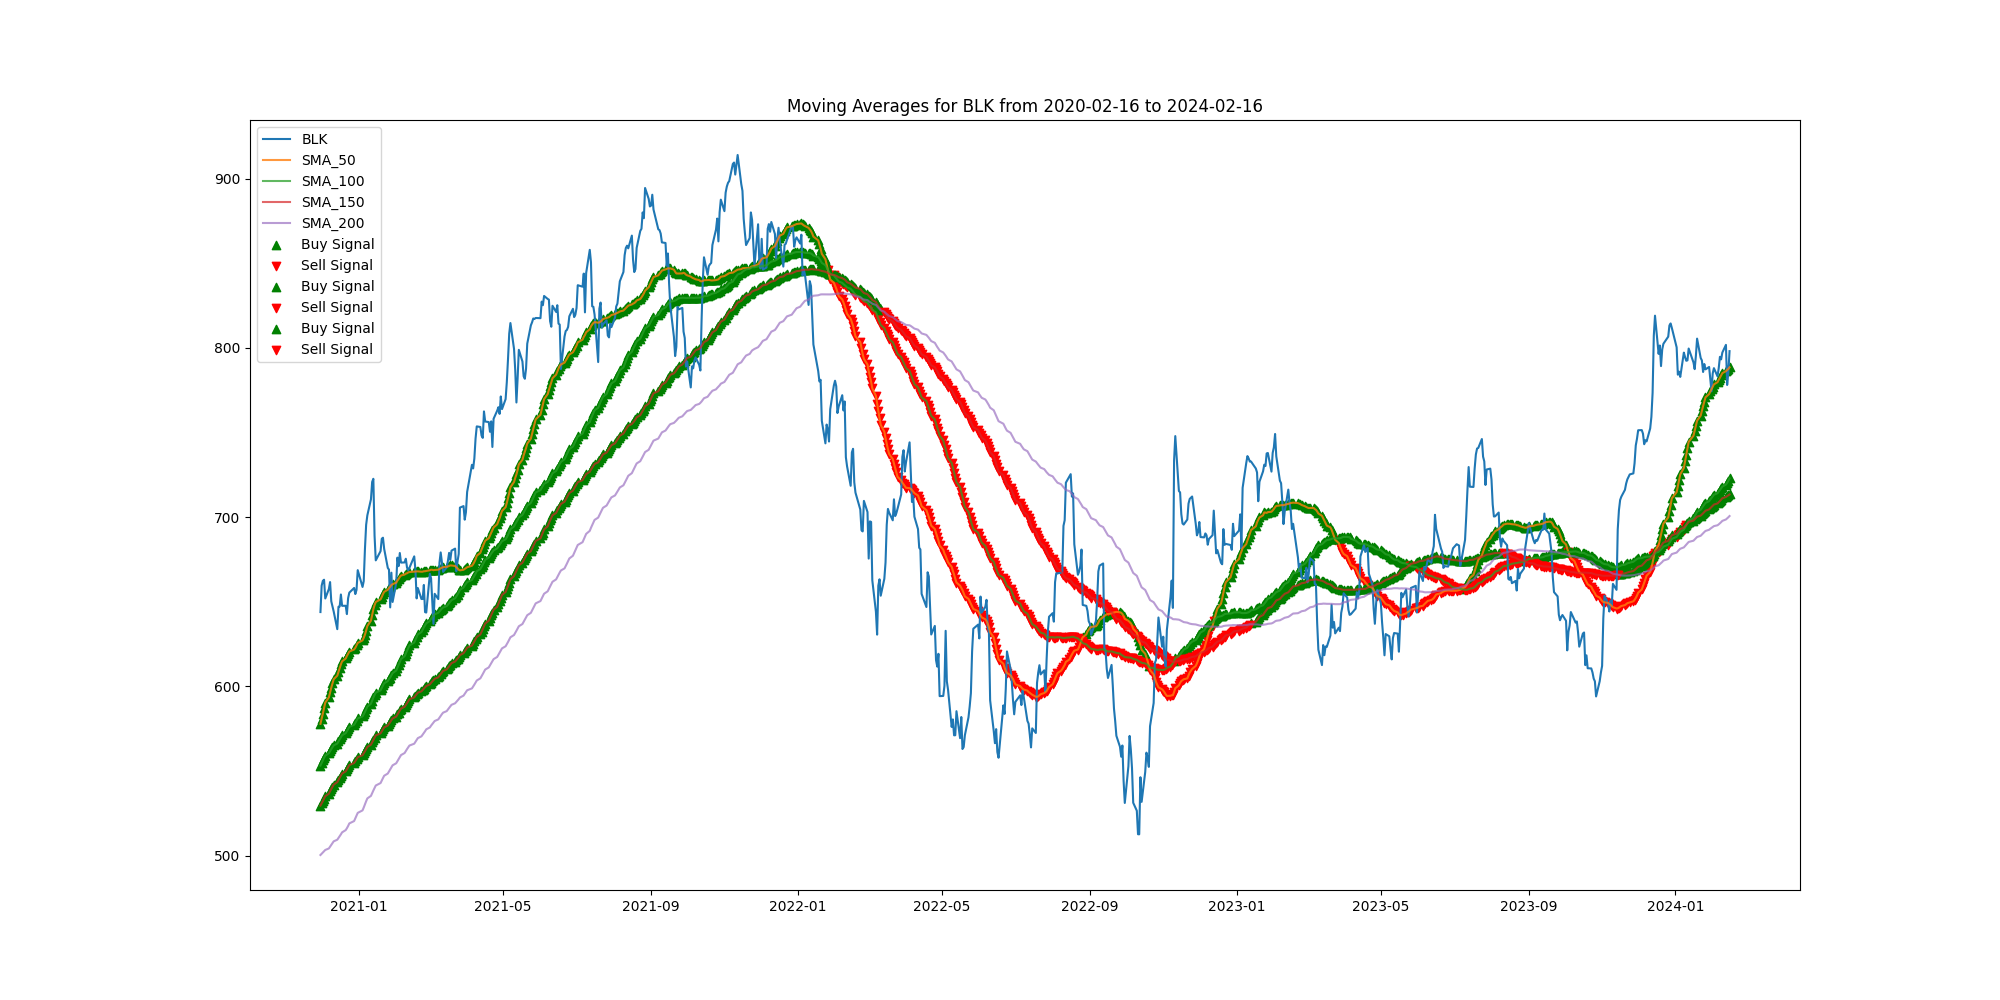 Moving Averages for BLK from 2020-02-16 to 2024-02-16
BLK
SMA_50
SMA_100
SMA_150
SMA_200
Buy Signal
Sell Signal
Buy Signal
Sell Signal
Buy Signal
Sell Signal
900
800
700
600
500
2021-01 2021-05 2021-09 2022-01 2022-05 2022-09 2023-01 2023-05 2023-09 2024-01